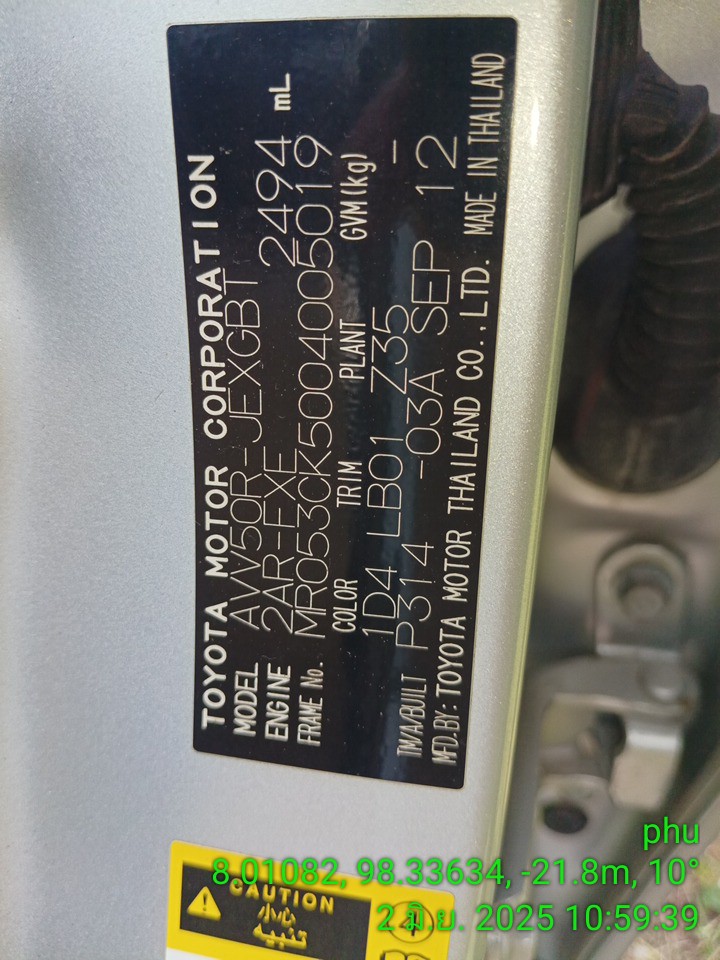 TOYOTA MOTOR CORPORATION
MODEL AVV50R-JEXGBT
ENGINE 2AR-FXE 2494 mL
FRAME No. MR053CK5004005019
COLOR TRIM PLANT GVM(kg)
1D4 LB01 Z35 -
TM/A/BUILT P314 -03A SEP 12
MFD.BY: TOYOTA MOTOR THAILAND CO.,LTD. MADE IN THAILAND
CAUTION
phu
8.01082, 98.33634, -21.8m, 10°
2 มิ.ย. 2025 10:59:39